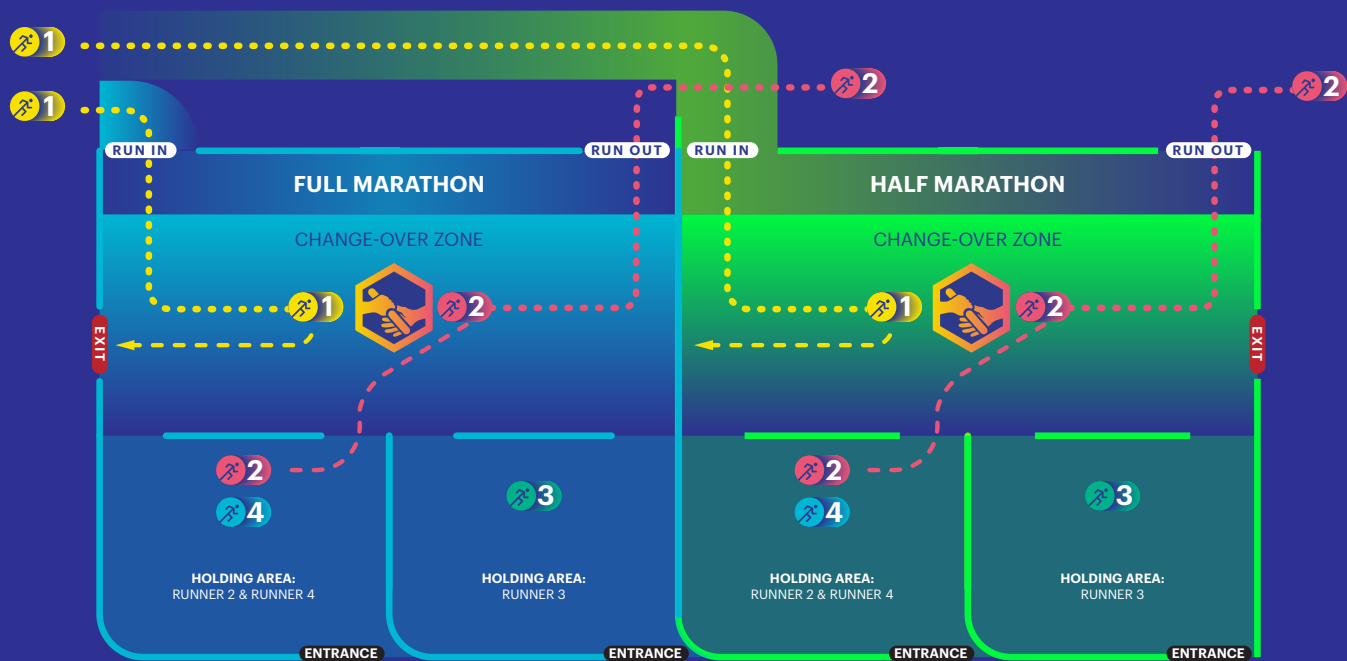 1
2
2
1
RUN IN
RUN OUT
RUN IN
RUN OUT
FULL MARATHON
HALF MARATHON
CHANGE-OVER ZONE
CHANGE-OVER ZONE
1
2
1
2
EXIT
EXIT
2
2
3
3
4
4
HOLDING AREA:
RUNNER 2 & RUNNER 4
HOLDING AREA:
RUNNER 3
HOLDING AREA:
RUNNER 2 & RUNNER 4
HOLDING AREA:
RUNNER 3
ENTRANCE
ENTRANCE
ENTRANCE
ENTRANCE